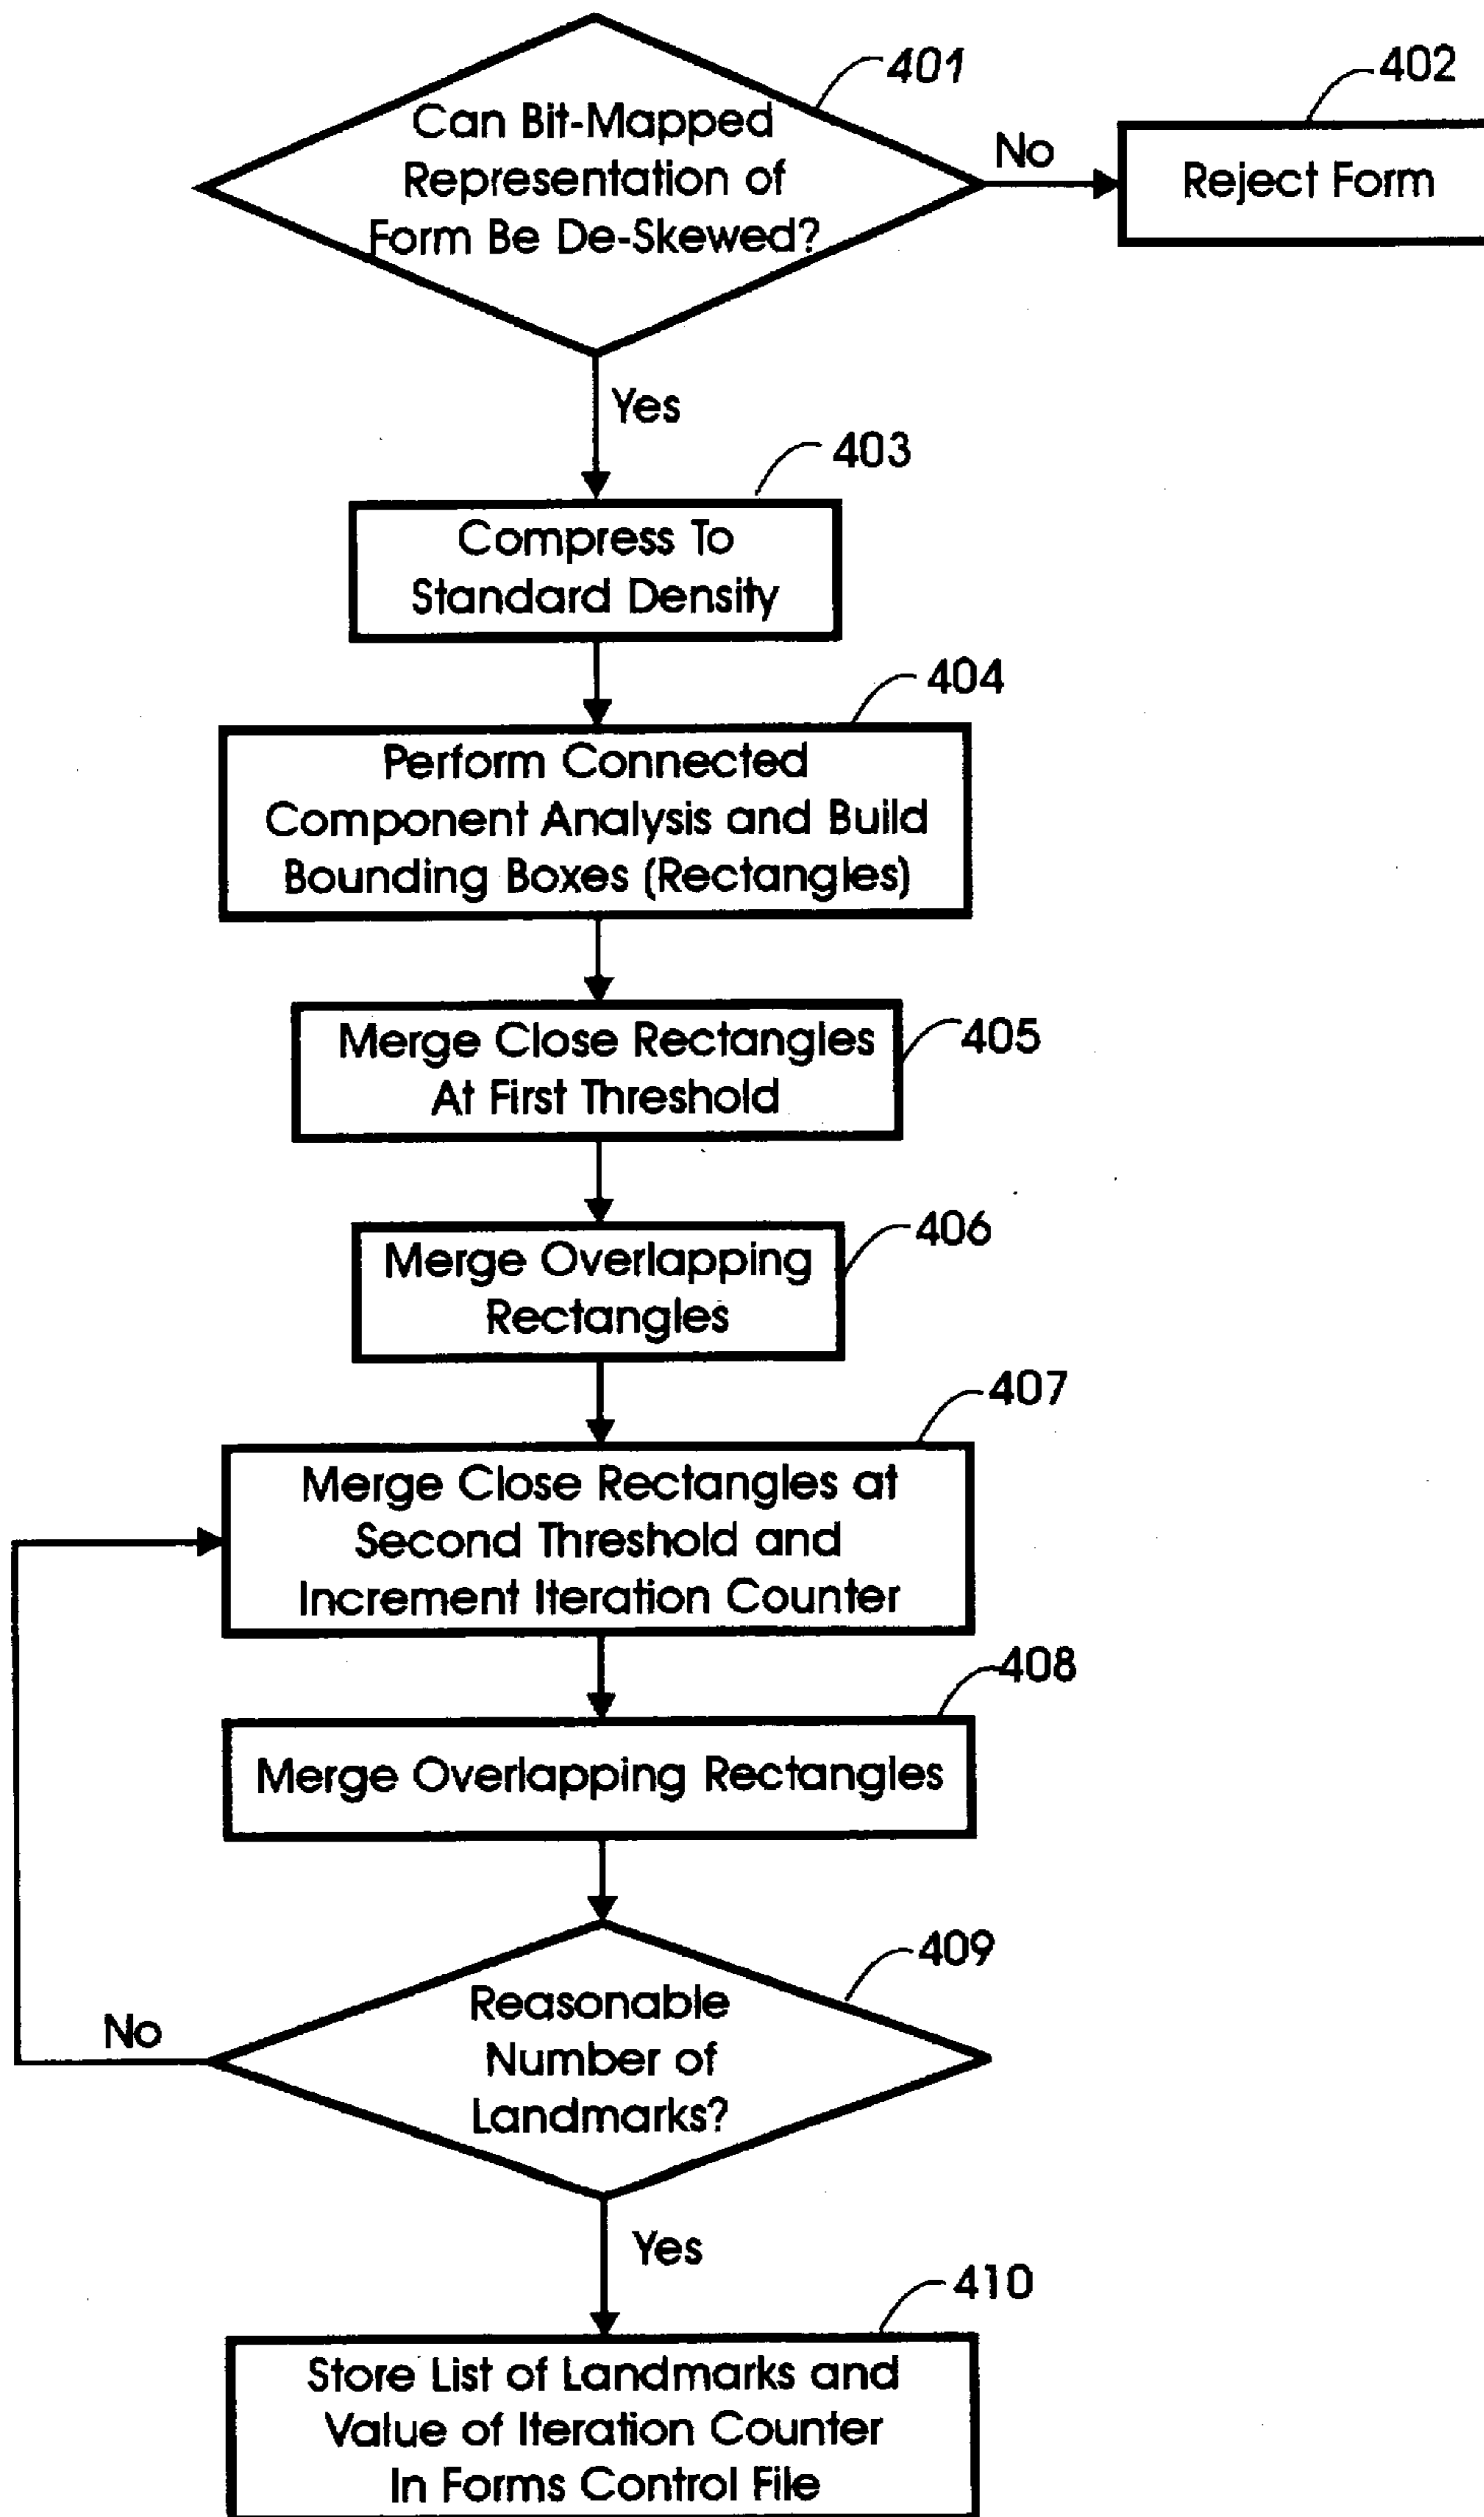 401
Can Bit-Mapped
Representation of
Form Be De-Skewed?
No
402
Reject Form
Yes
403
Compress To
Standard Density
404
Perform Connected
Component Analysis and Build
Bounding Boxes (Rectangles)
405
Merge Close Rectangles
At First Threshold
406
Merge Overlapping
Rectangles
407
Merge Close Rectangles at
Second Threshold and
Increment Iteration Counter
408
Merge Overlapping Rectangles
409
Reasonable
Number of
Landmarks?
No
Yes
410
Store List of Landmarks and
Value of Iteration Counter
In Forms Control File